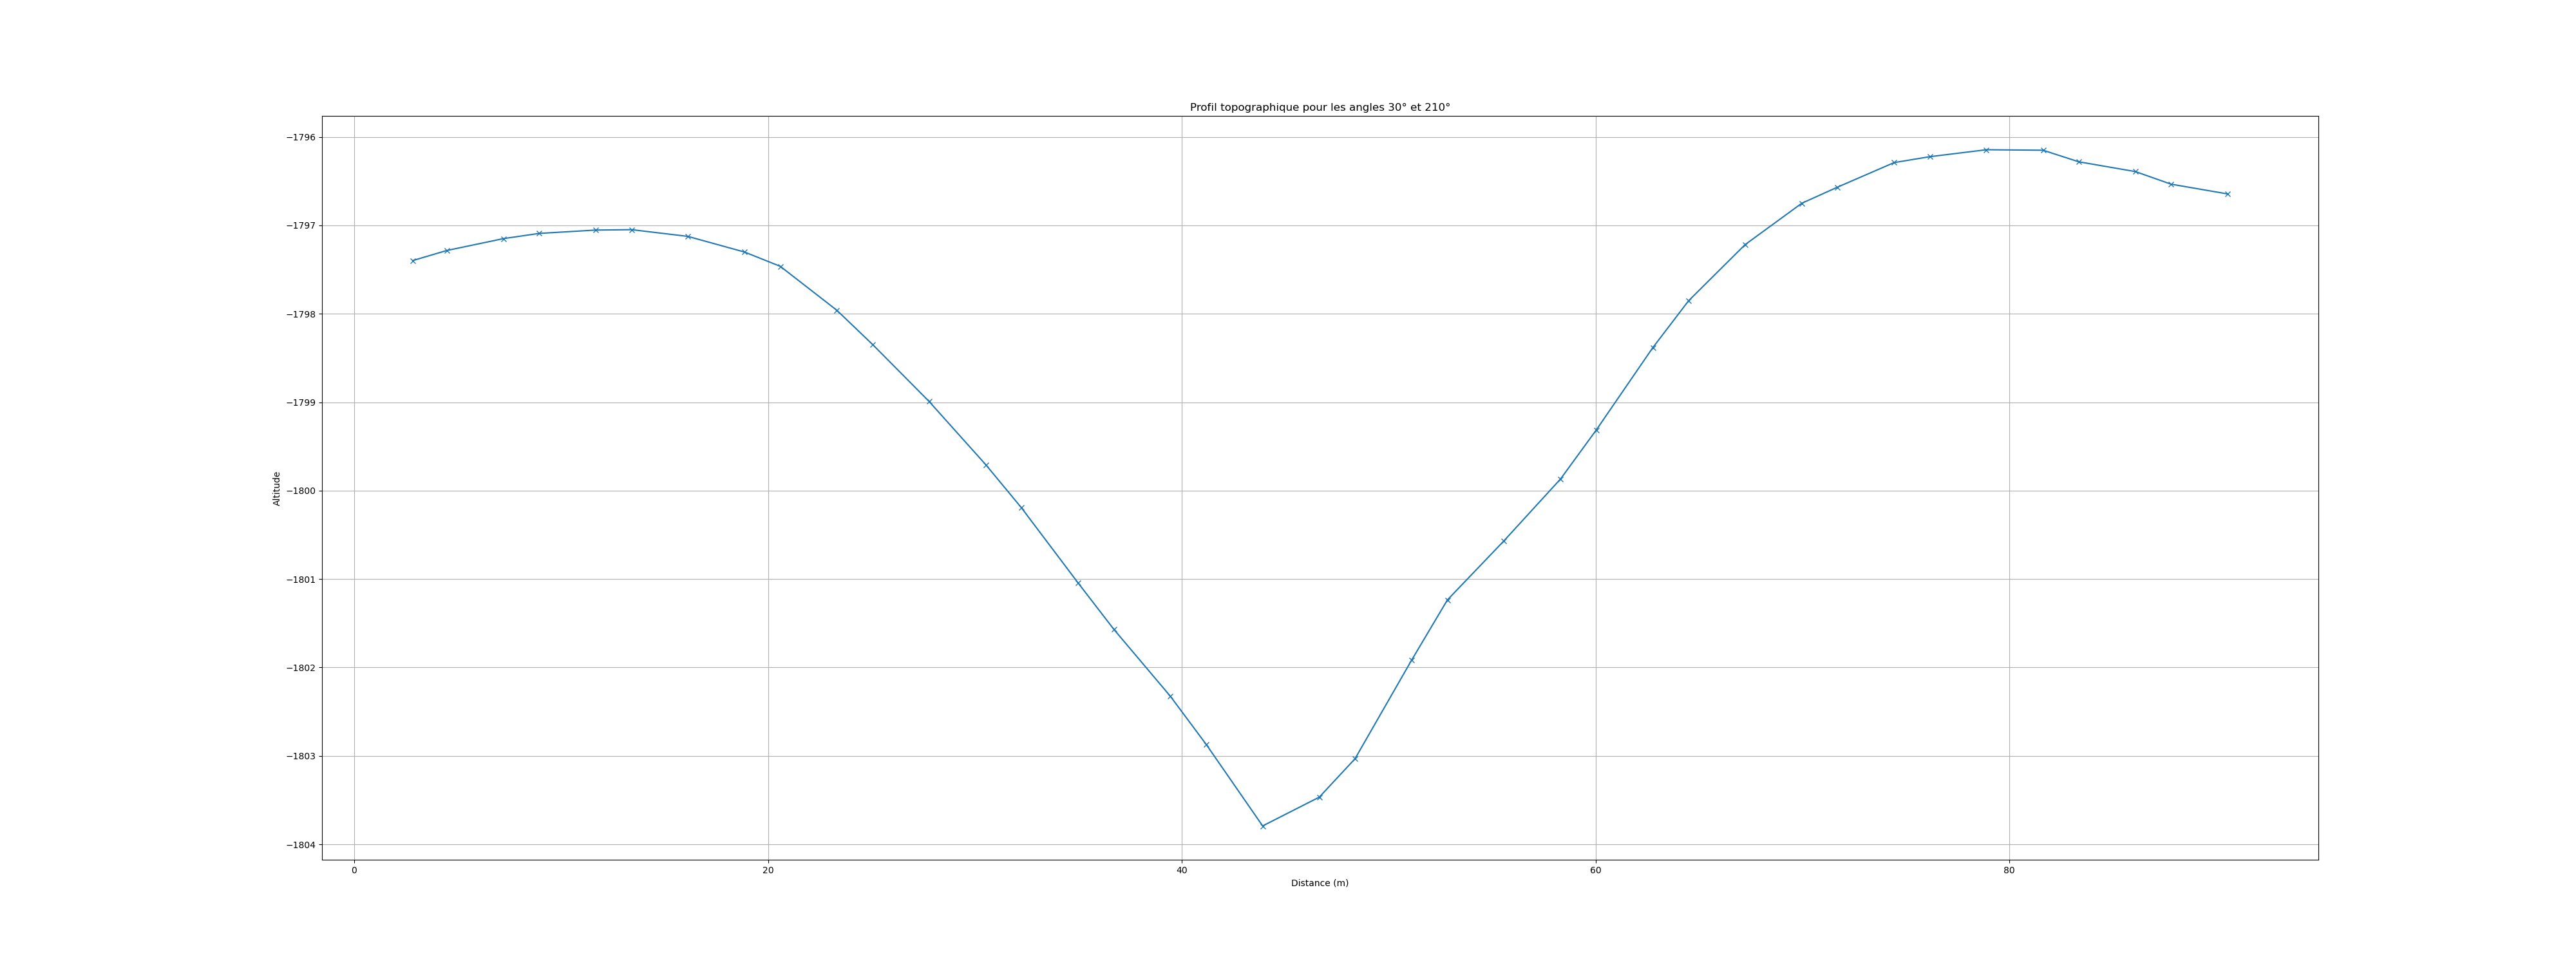 Profil topographique pour les angles 30° et 210°
−1796
−1797
−1798
−1799
−1800
−1801
−1802
−1803
−1804
Altitude
0 20 40 60 80
Distance (m)